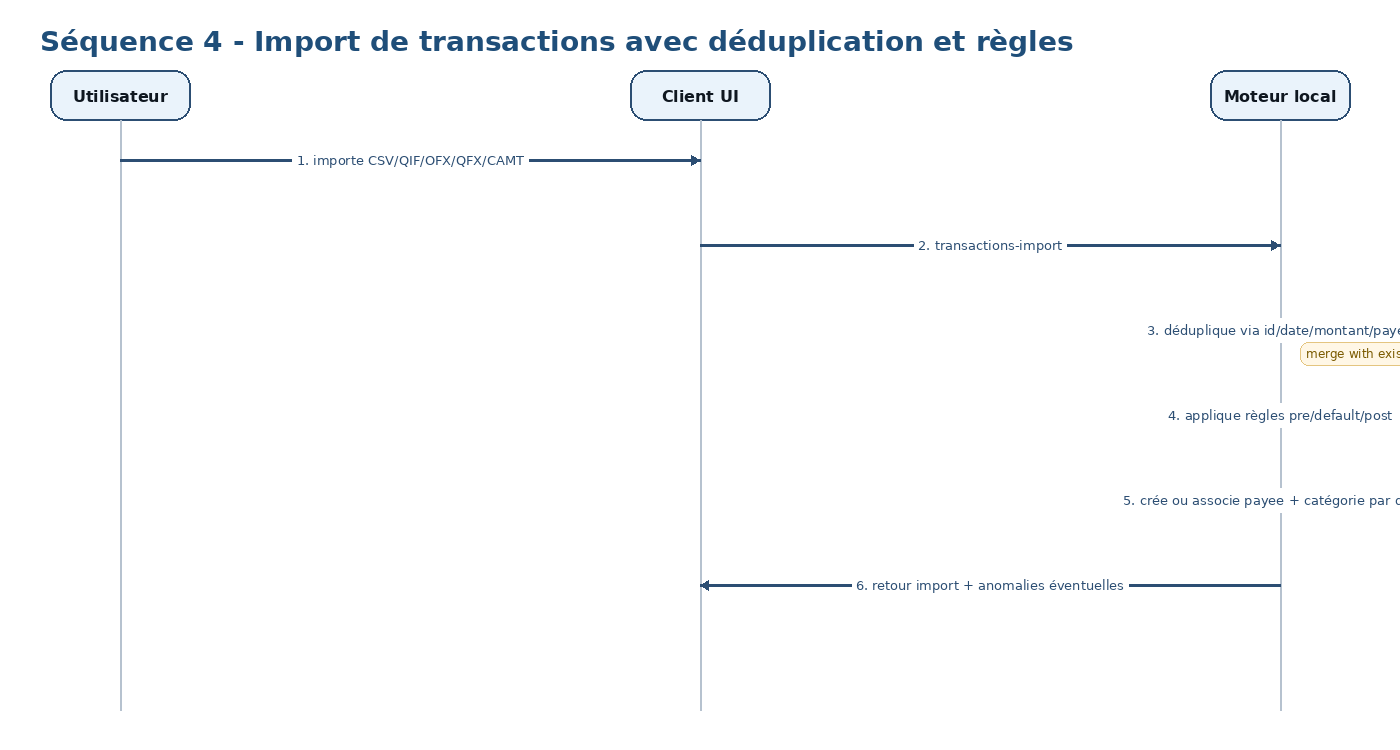 Séquence 4 - Import de transactions avec déduplication et règles
Utilisateur
Client UI
Moteur local
1. importe CSV/QIF/OFX/QFX/CAMT
2. transactions-import
3. déduplique via id/date/montant/paye
merge with exis
4. applique règles pre/default/post
5. crée ou associe payee + catégorie par
6. retour import + anomalies éventuelles